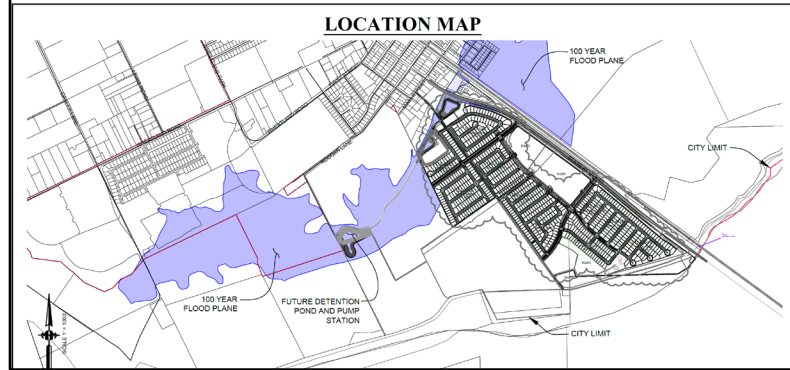 LOCATION MAP
100 YEAR
FLOOD PLANE
CITY LIMIT
100 YEAR
FLOOD PLANE
FUTURE DETENTION
POND AND PUMP
STATION
CITY LIMIT